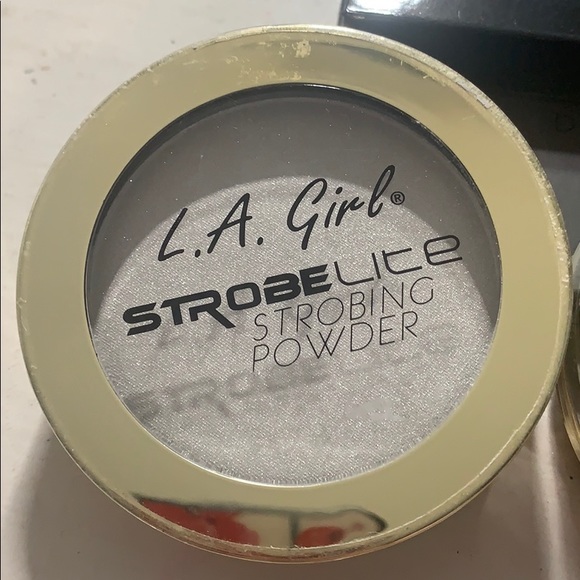 L.A. Girl®
STROBELITE
STROBING
POWDER